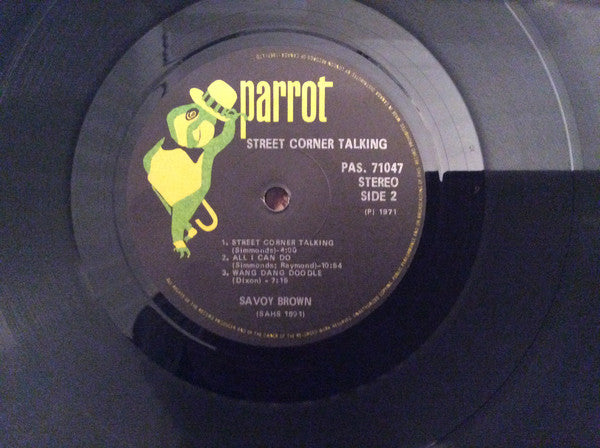 parrot
STREET CORNER TALKING
PAS. 71047
STEREO
SIDE 2
(P) 1971
1. STREET CORNER TALKING
(Simmonds)-4:00
2. ALL I CAN DO
(Simmonds; Raymond)-10:54
3. WANG DANG DOODLE
(Dixon) - 7:18
SAVOY BROWN
(SAHS 1091)